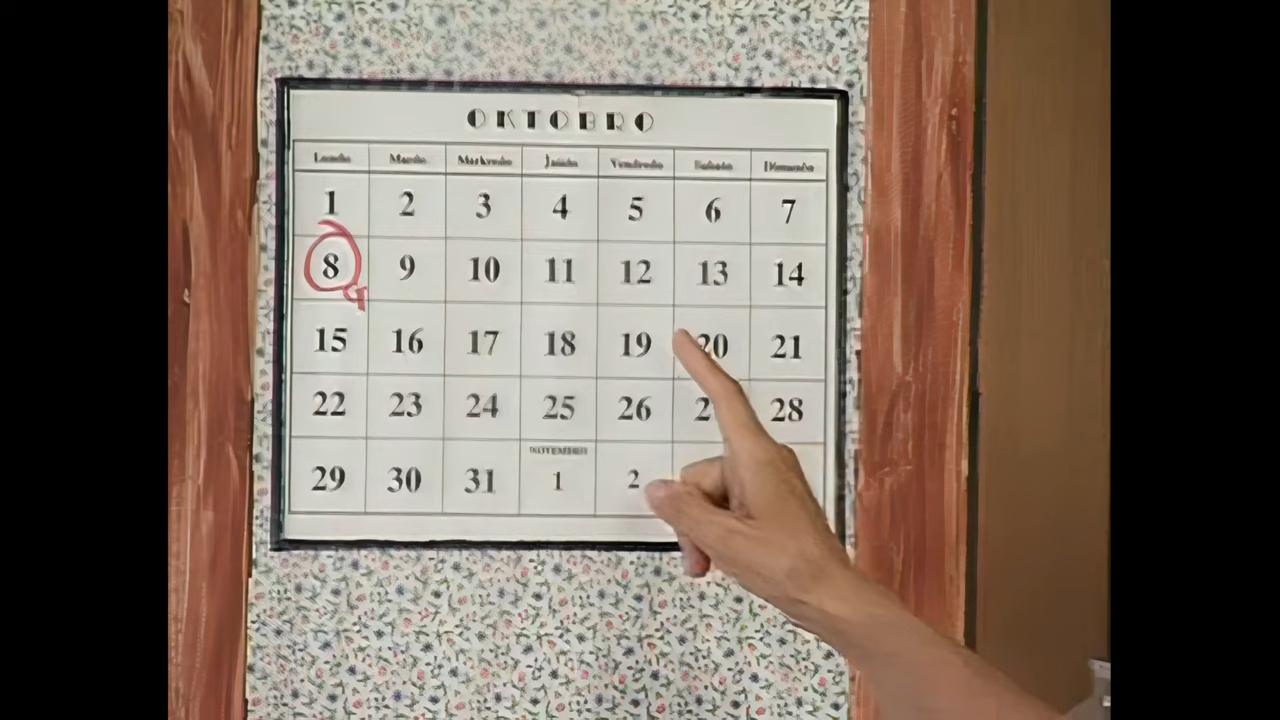 OKTOBRO
Lundo Mardo Merkredo Jaŭdo Vendredo Sabato Dimanĉo
1 2 3 4 5 6 7
8 9 10 11 12 13 14
15 16 17 18 19 20 21
22 23 24 25 26 2 28
29 30 31 1 2